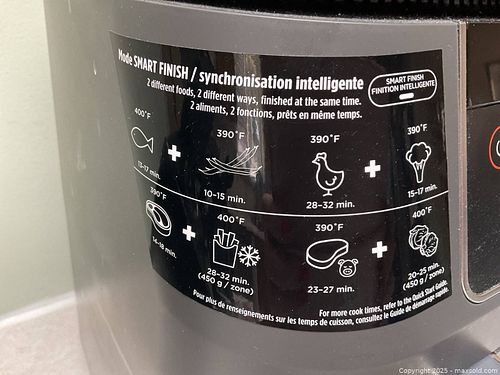 Mode SMART FINISH / synchronisation intelligente
2 different foods, 2 different ways, finished at the same time.
2 aliments, 2 fonctions, prêts en même temps.
SMART FINISH
FINITION INTELLIGENTE
400°F
13-17 min.
390°F
10-15 min.
390°F
28-32 min.
390°F
15-17 min.
390°F
14-18 min.
400°F
28-32 min.
(450 g / zone)
390°F
23-27 min.
400°F
20-25 min.
(450 g / zone)
For more cook times, refer to the Quick Start Guide.
Pour plus de renseignements sur les temps de cuisson, consultez le Guide de démarrage rapide.
Copyright 2025 - maxsold.com